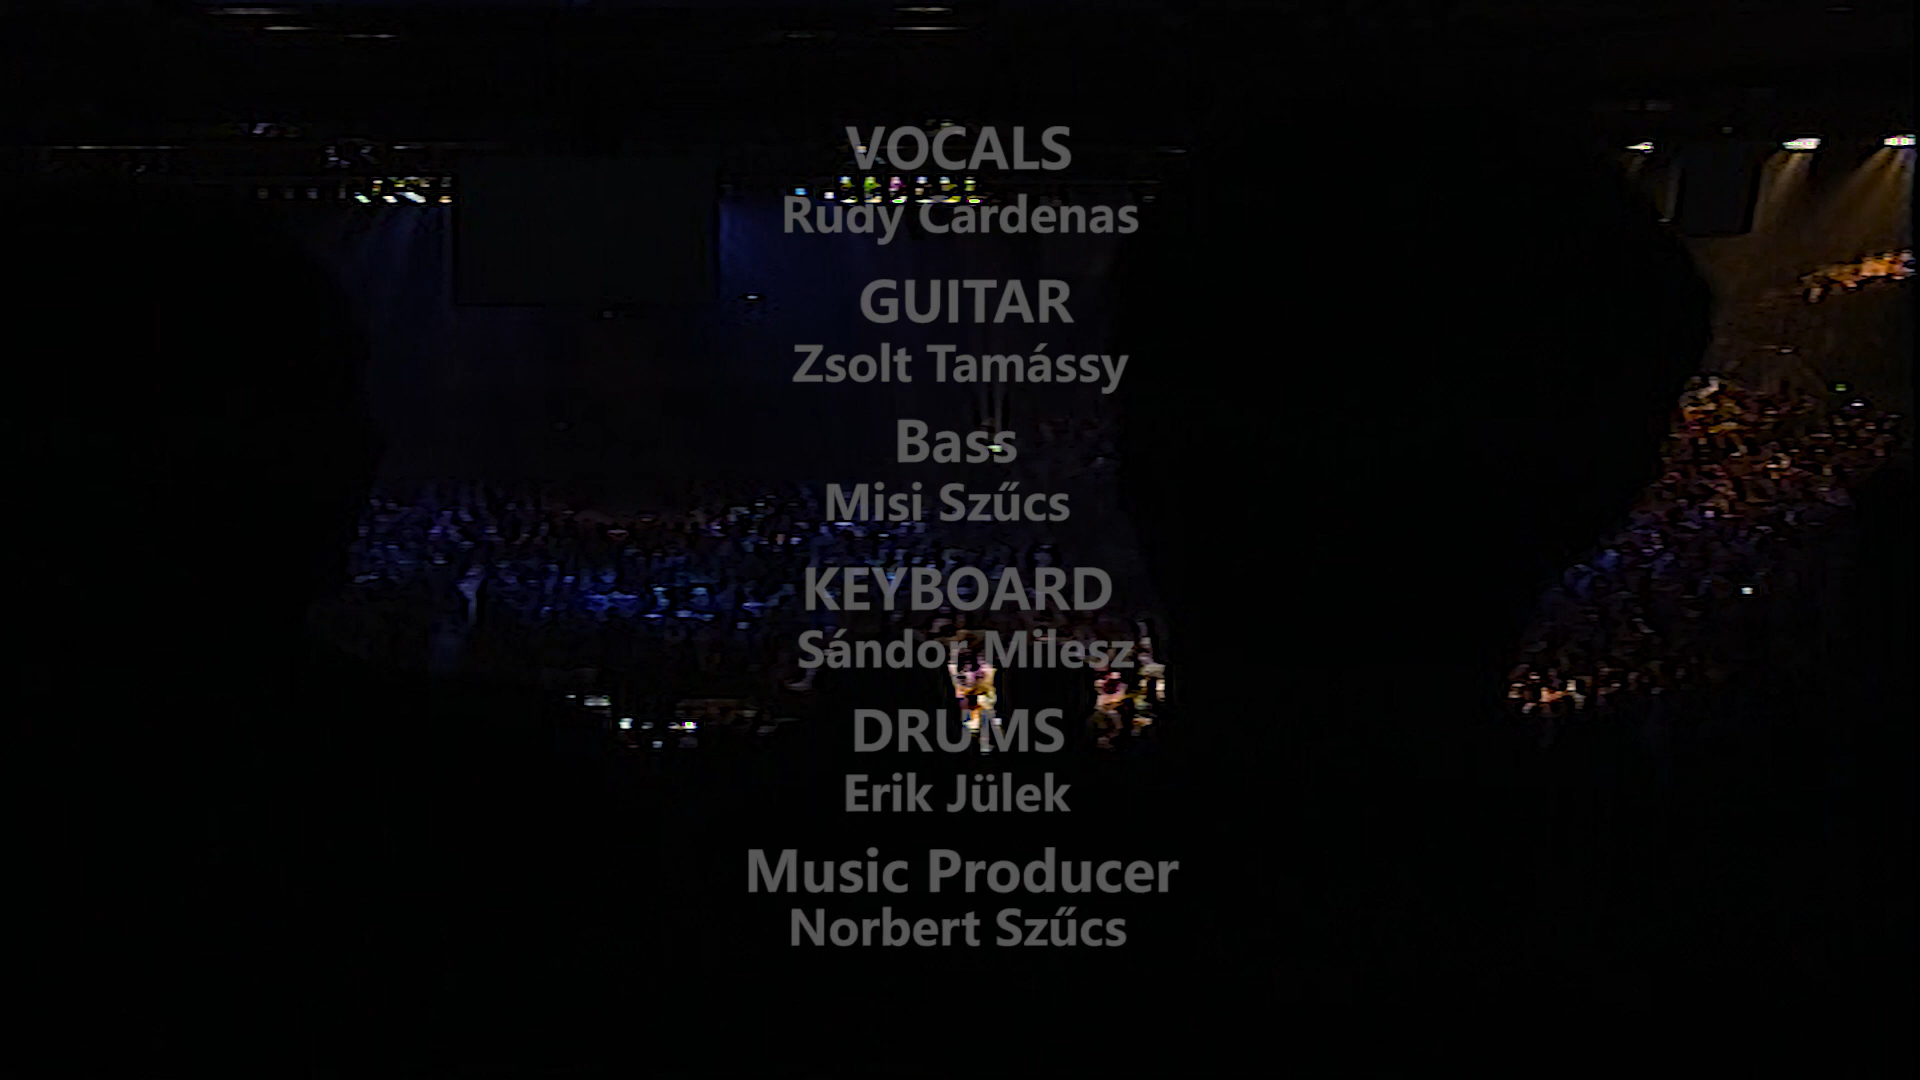 VOCALS
Rudy Cardenas
GUITAR
Zsolt Tamássy
Bass
Misi Szűcs
KEYBOARD
Sándor Milesz
DRUMS
Erik Jülek
Music Producer
Norbert Szűcs